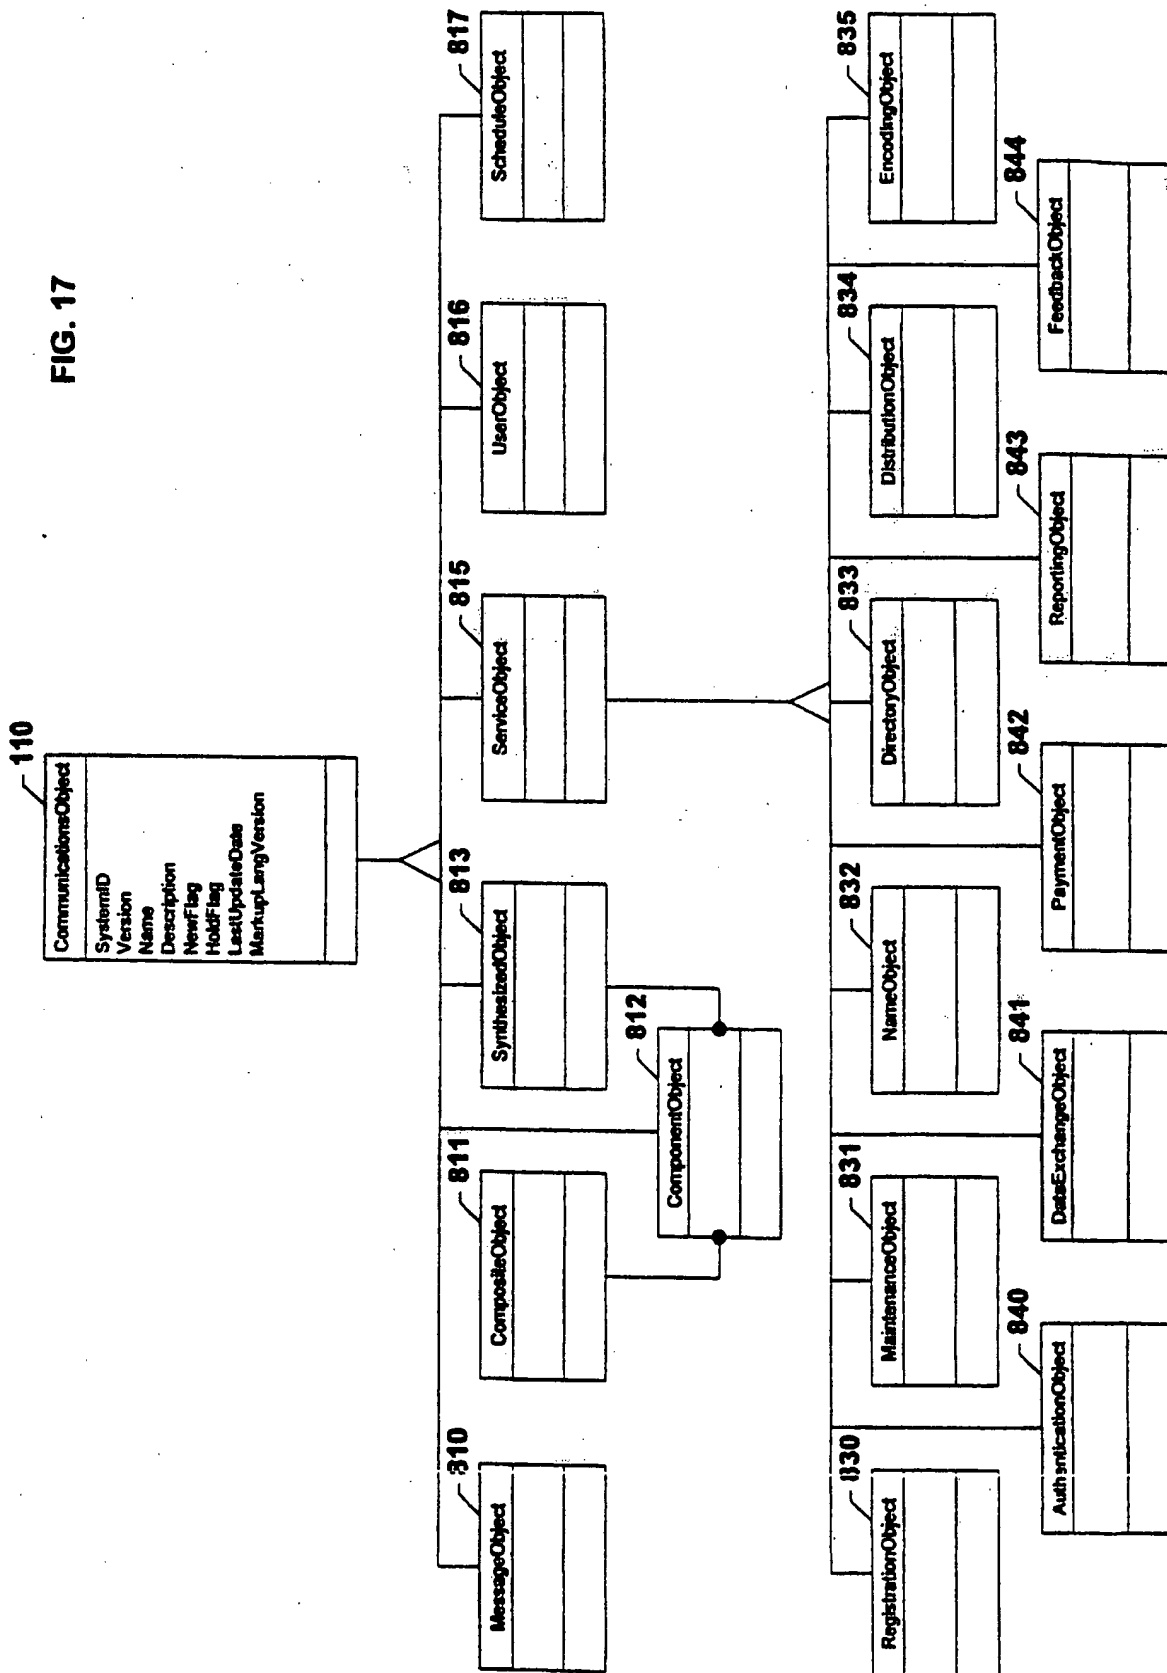 FIG. 17
110
CommunicationsObject
SystemID
Version
Name
Description
NewFlag
HoldFlag
LastUpdateDate
MarkupLangVersion
810
MessageObject
811
CompositeObject
813
SynthesizedObject
815
ServiceObject
816
UserObject
817
ScheduleObject
812
ComponentObject
830
RegistrationObject
831
MaintenanceObject
832
NameObject
833
DirectoryObject
834
DistributionObject
835
EncodingObject
840
AuthenticationObject
841
DataExchangeObject
842
PaymentObject
843
ReportingObject
844
FeedbackObject